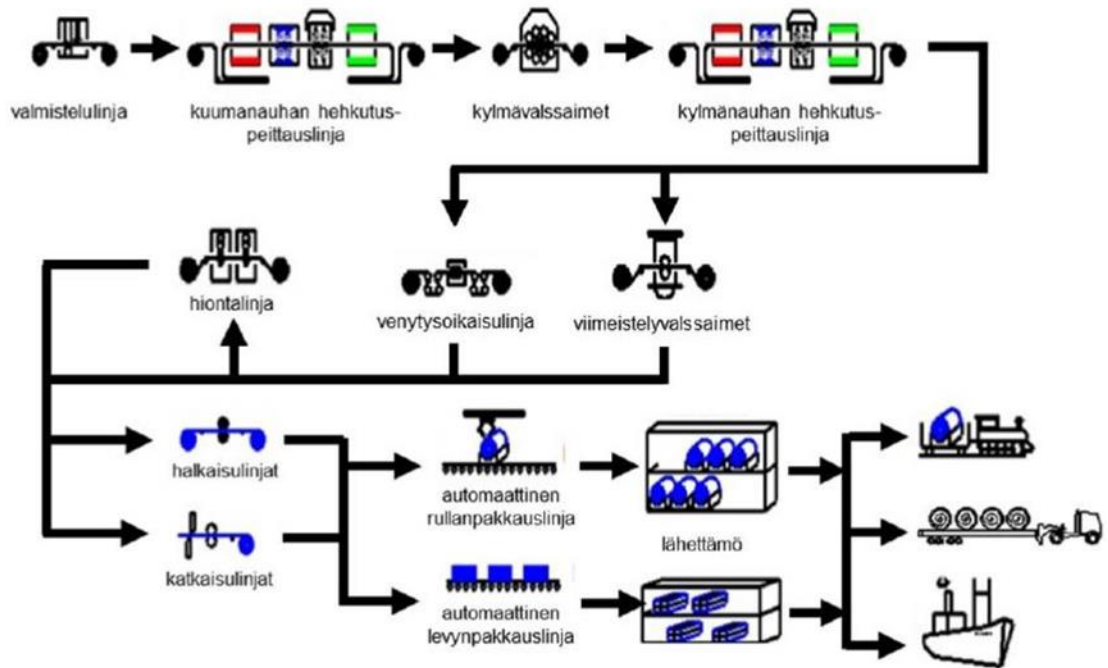 valmistelulinja
kuumanauhan hehkutus-
peittauslinja
kylmävalssaimet
kylmänauhan hehkutus-
peittauslinja
hiontalinja
venytysoikaisulinja
viimeistelyvalssaimet
halkaisulinjat
automaattinen
rullanpakkauslinja
lähettämö
katkaisulinjat
automaattinen
levynpakkauslinja